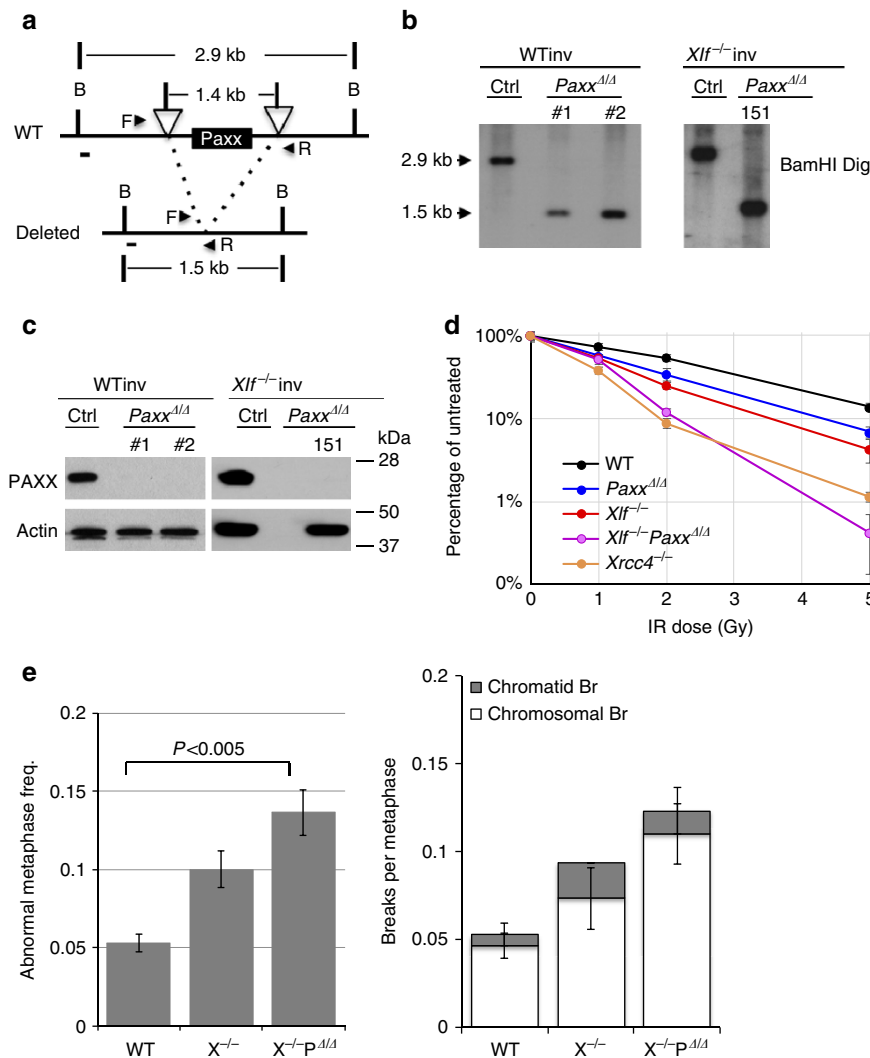 a
2.9 kb
B
1.4 kb
B
F
WT
Paxx
R
B
B
F
Deleted
R
1.5 kb
b
WTinv
Xlf−/−inv
Ctrl
PaxxΔ/Δ
Ctrl
PaxxΔ/Δ
#1
#2
151
2.9 kb
BamHI Dig
1.5 kb
c
WTinv
Xlf−/−inv
Ctrl
PaxxΔ/Δ
Ctrl
PaxxΔ/Δ
#1
#2
151
kDa
28
PAXX
50
Actin
37
d
Percentage of untreated
100%
10%
1%
0%
WT
PaxxΔ/Δ
Xlf−/−
Xlf−/−PaxxΔ/Δ
Xrcc4−/−
0
1
2
3
4
5
IR dose (Gy)
e
Abnormal metaphase freq.
0.2
0.15
0.1
0.05
0
P<0.005
WT
X−/−
X−/−PΔ/Δ
Breaks per metaphase
0.2
0.15
0.1
0.05
0
Chromatid Br
Chromosomal Br
WT
X−/−
X−/−PΔ/Δ